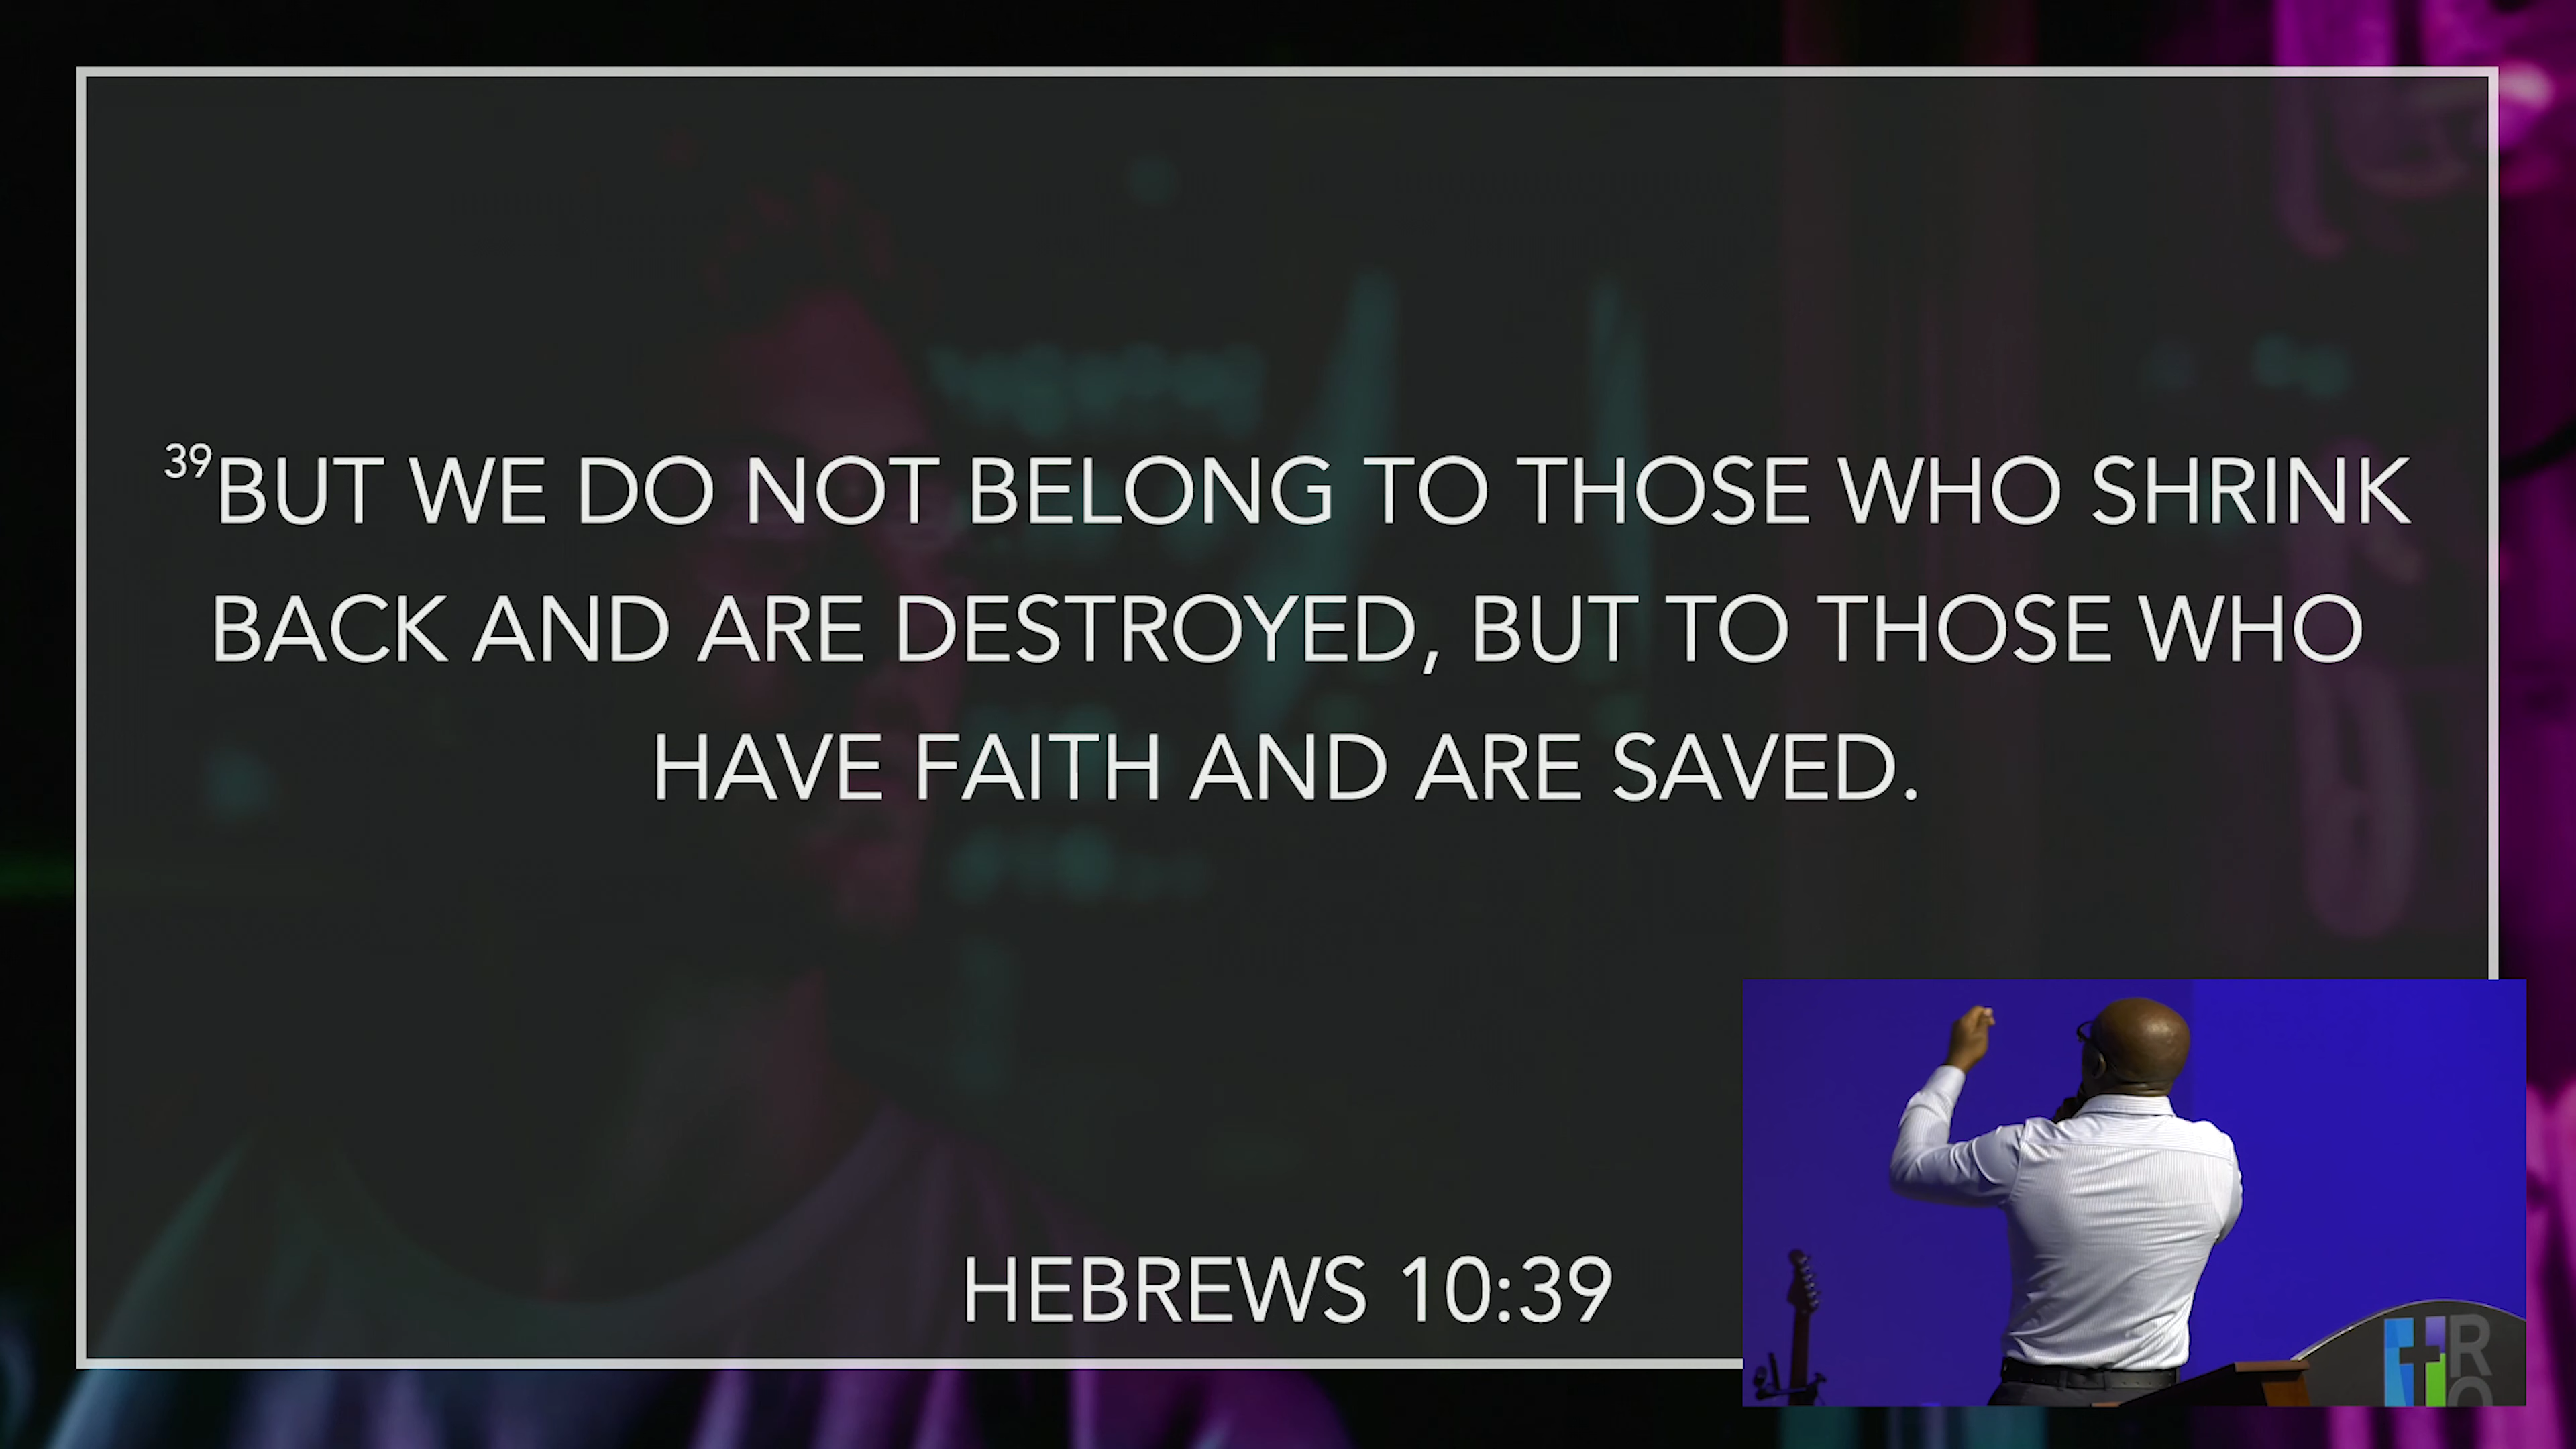 ³⁹BUT WE DO NOT BELONG TO THOSE WHO SHRINK
BACK AND ARE DESTROYED, BUT TO THOSE WHO
HAVE FAITH AND ARE SAVED.
HEBREWS 10:39